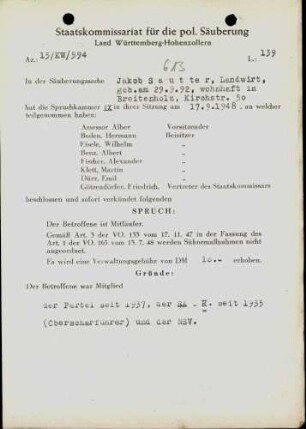 Staatskommissariat für die pol. Säuberung
Land Württemberg-Hohenzollern
Az.: 15/KW/594
L.: 139
613
In der Säuberungssache Jakob S a u t t e r, Landwirt,
geb.am 29.9.92, wohnhaft in
Breitenholz, Kirchstr. 50
hat die Spruchkammer IX in ihrer Sitzung am 17.9.1948, an welcher
teilgenommen haben:
Assessor Alber Vorsitzender
Boden, Hermann Beisitzer
Eisele, Wilhelm „
Benz, Albert „
Fischer, Alexander „
Klett, Martin „
Dürr, Emil „
Götzendörfer, Friedrich, Vertreter des Staatskommissars
beschlossen und sofort verkündet folgenden
SPRUCH:
Der Betroffene ist Mitläufer.
Gemäß Art. 3 der VO. 133 vom 17. 11. 47 in der Fassung des
Art. 1 der VO. 165 vom 13. 7. 48 werden Sühnemaßnahmen nicht
angeordnet.
Es wird eine Verwaltungsgebühr von DM 10.- erhoben.
Gründe:
Der Betroffene war Mitglied
der Partei seit 1937, der SA . R. seit 1933
(Oberscharführer) und der NSV.